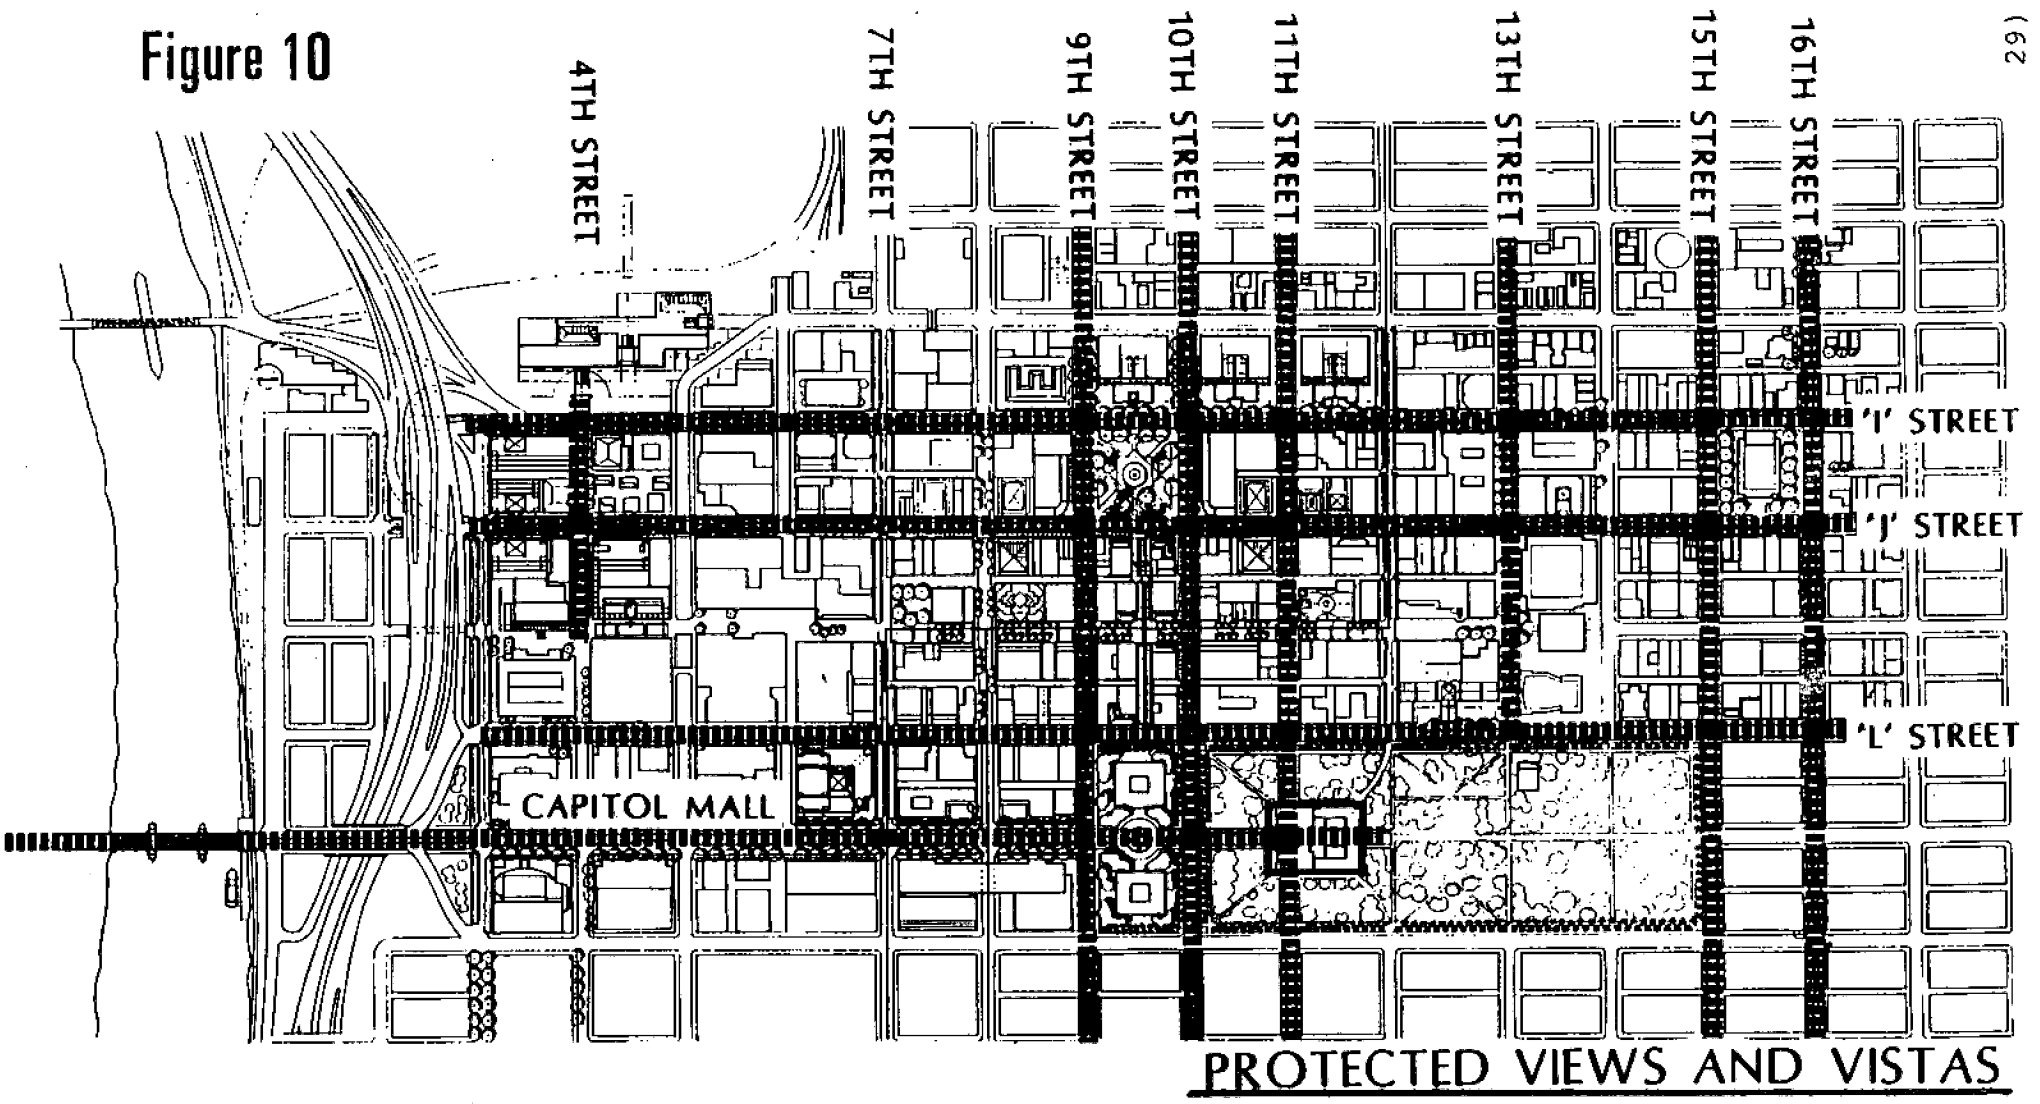 Figure 10
4TH STREET
7TH STREET
9TH STREET
10TH STREET
11TH STREET
13TH STREET
15TH STREET
16TH STREET
29)
'I' STREET
'J' STREET
'L' STREET
CAPITOL MALL
PROTECTED VIEWS AND VISTAS